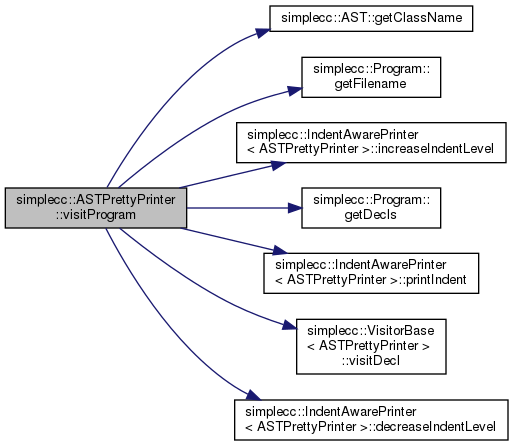 simplecc::AST::getClassName
simplecc::Program::
getFilename
simplecc::IndentAwarePrinter
< ASTPrettyPrinter >::increaseIndentLevel
simplecc::ASTPrettyPrinter
::visitProgram
simplecc::Program::
getDecls
simplecc::IndentAwarePrinter
< ASTPrettyPrinter >::printIndent
simplecc::VisitorBase
< ASTPrettyPrinter >
::visitDecl
simplecc::IndentAwarePrinter
< ASTPrettyPrinter >::decreaseIndentLevel